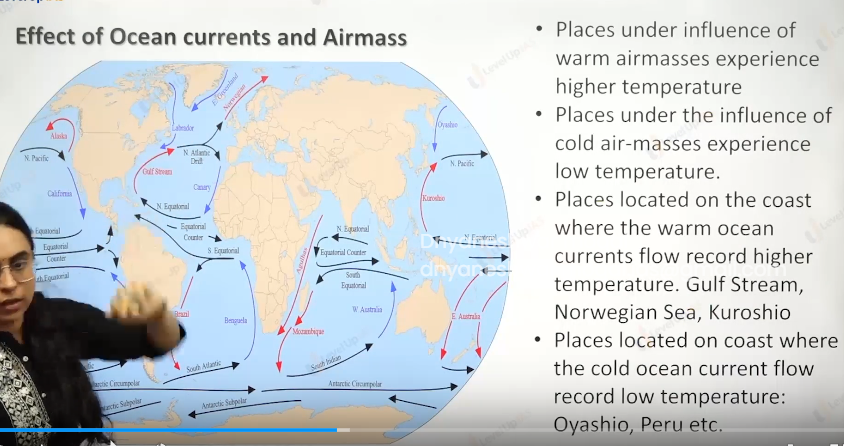 Effect of Ocean currents and Airmass
• Places under influence of
warm airmasses experience
higher temperature
• Places under the influence of
cold air-masses experience
low temperature.
• Places located on the coast
where the warm ocean
currents flow record higher
temperature. Gulf Stream,
Norwegian Sea, Kuroshio
• Places located on coast where
the cold ocean current flow
record low temperature:
Oyashio, Peru etc.
Norwegian
Labrador
Oyashio
Alaska
N. Pacific
N. Atlantic
Drift
N. Pacific
Gulf Stream
California
Canary
Kuroshio
N. Equatorial
Equatorial
Equatorial
Counter
N. Equatorial
N. Equatorial
Equatorial
Counter
S. Equatorial
Equatorial Counter
South
Equatorial
Brazil
Benguela
W. Australia
E. Australia
Mozambique
South Atlantic
South Indian
Antarctic Circumpolar
Antarctic Subpolar